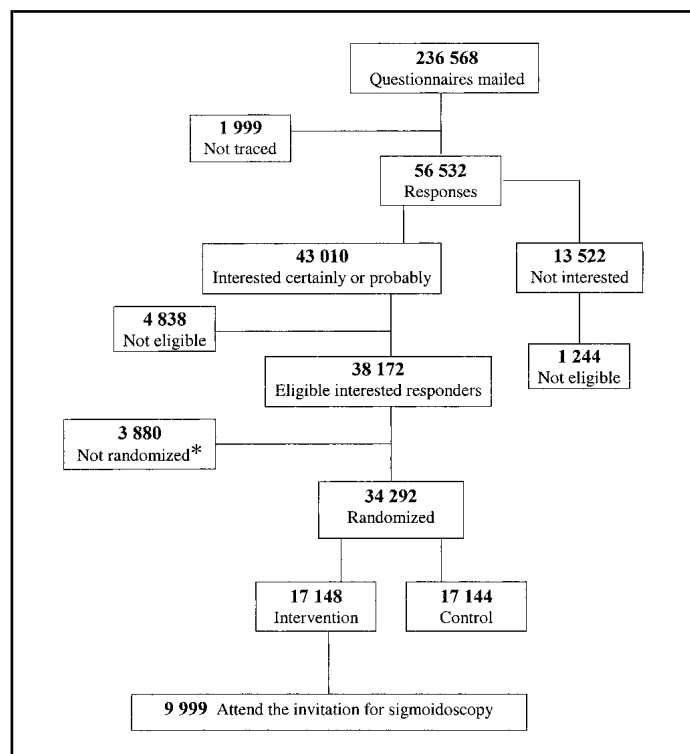 236 568
Questionnaires mailed
1 999
Not traced
56 532
Responses
43 010
Interested certainly or probably
13 522
Not interested
4 838
Not eligible
1 244
Not eligible
38 172
Eligible interested responders
3 880
Not randomized*
34 292
Randomized
17 148
Intervention
17 144
Control
9 999 Attend the invitation for sigmoidoscopy